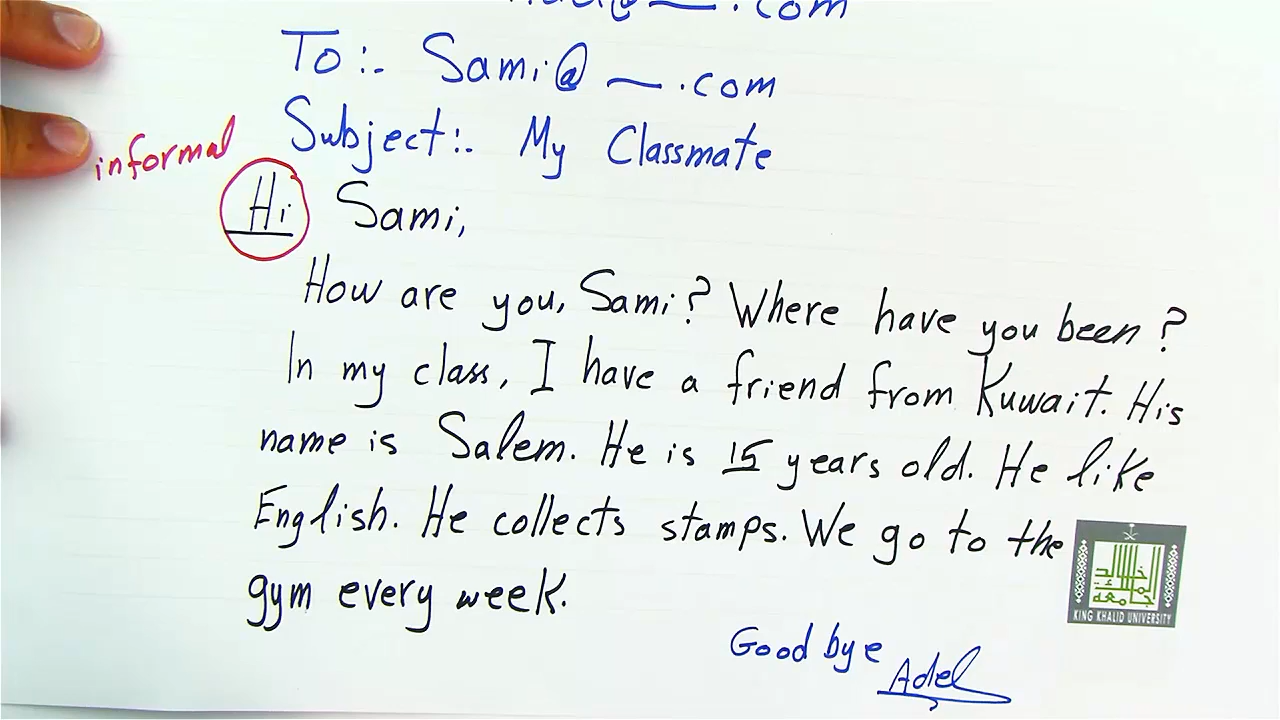 To:- Sami@ __ .com
Subject:- My Classmate
informal
Hi Sami,
How are you, Sami? Where have you been?
In my class, I have a friend from Kuwait. His
name is Salem. He is 15 years old. He like
English. He collects stamps. We go to the
gym every week.
KING KHALID UNIVERSITY
Good bye
Adel